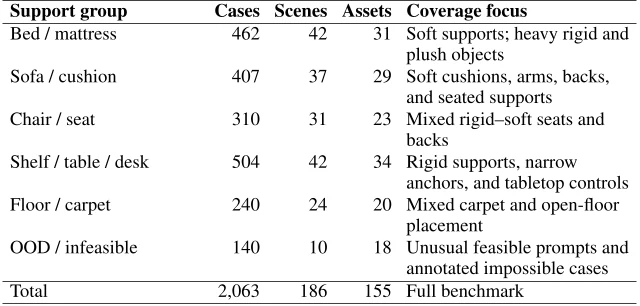 Support group Cases Scenes Assets Coverage focus
Bed / mattress 462 42 31 Soft supports; heavy rigid and
plush objects
Sofa / cushion 407 37 29 Soft cushions, arms, backs,
and seated supports
Chair / seat 310 31 23 Mixed rigid–soft seats and
backs
Shelf / table / desk 504 42 34 Rigid supports, narrow
anchors, and tabletop controls
Floor / carpet 240 24 20 Mixed carpet and open-floor
placement
OOD / infeasible 140 10 18 Unusual feasible prompts and
annotated impossible cases
Total 2,063 186 155 Full benchmark